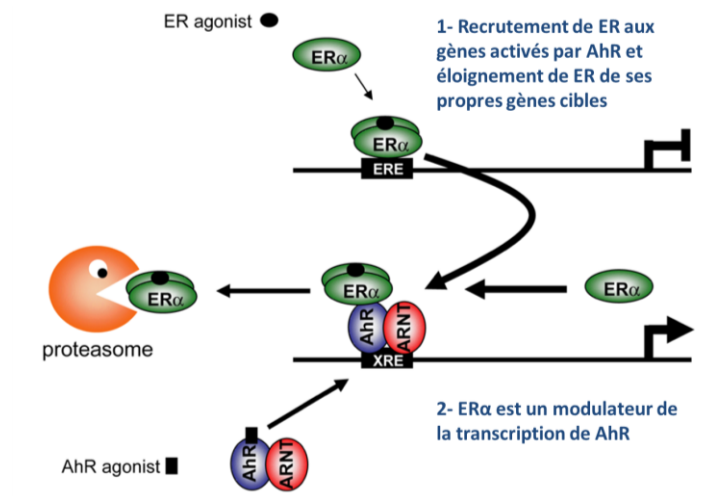 ER agonist
1- Recrutement de ER aux
gènes activés par AhR et
éloignement de ER de ses
propres gènes cibles
ERα
ERα
ERE
ERα
ERα
ERα
AhR
ARNT
XRE
proteasome
2- ERα est un modulateur de
la transcription de AhR
AhR agonist
AhR
ARNT